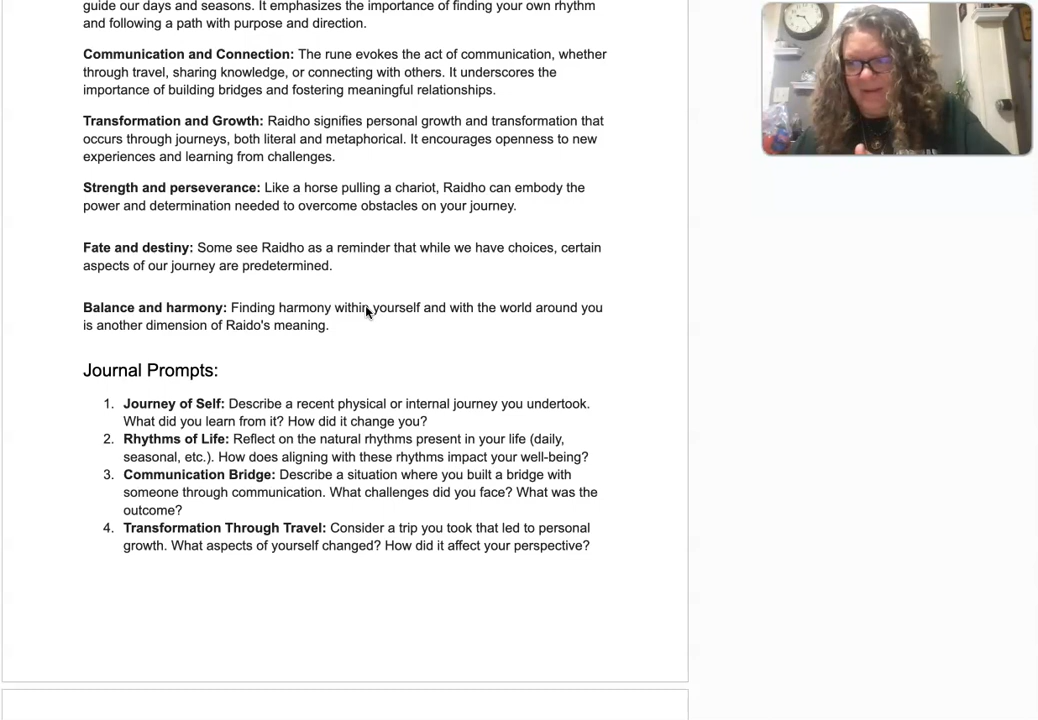 guide our days and seasons. It emphasizes the importance of finding your own rhythm
and following a path with purpose and direction.
Communication and Connection: The rune evokes the act of communication, whether
through travel, sharing knowledge, or connecting with others. It underscores the
importance of building bridges and fostering meaningful relationships.
Transformation and Growth: Raidho signifies personal growth and transformation that
occurs through journeys, both literal and metaphorical. It encourages openness to new
experiences and learning from challenges.
Strength and perseverance: Like a horse pulling a chariot, Raidho can embody the
power and determination needed to overcome obstacles on your journey.
Fate and destiny: Some see Raidho as a reminder that while we have choices, certain
aspects of our journey are predetermined.
Balance and harmony: Finding harmony within yourself and with the world around you
is another dimension of Raido's meaning.
Journal Prompts:
1. Journey of Self: Describe a recent physical or internal journey you undertook.
What did you learn from it? How did it change you?
2. Rhythms of Life: Reflect on the natural rhythms present in your life (daily,
seasonal, etc.). How does aligning with these rhythms impact your well-being?
3. Communication Bridge: Describe a situation where you built a bridge with
someone through communication. What challenges did you face? What was the
outcome?
4. Transformation Through Travel: Consider a trip you took that led to personal
growth. What aspects of yourself changed? How did it affect your perspective?